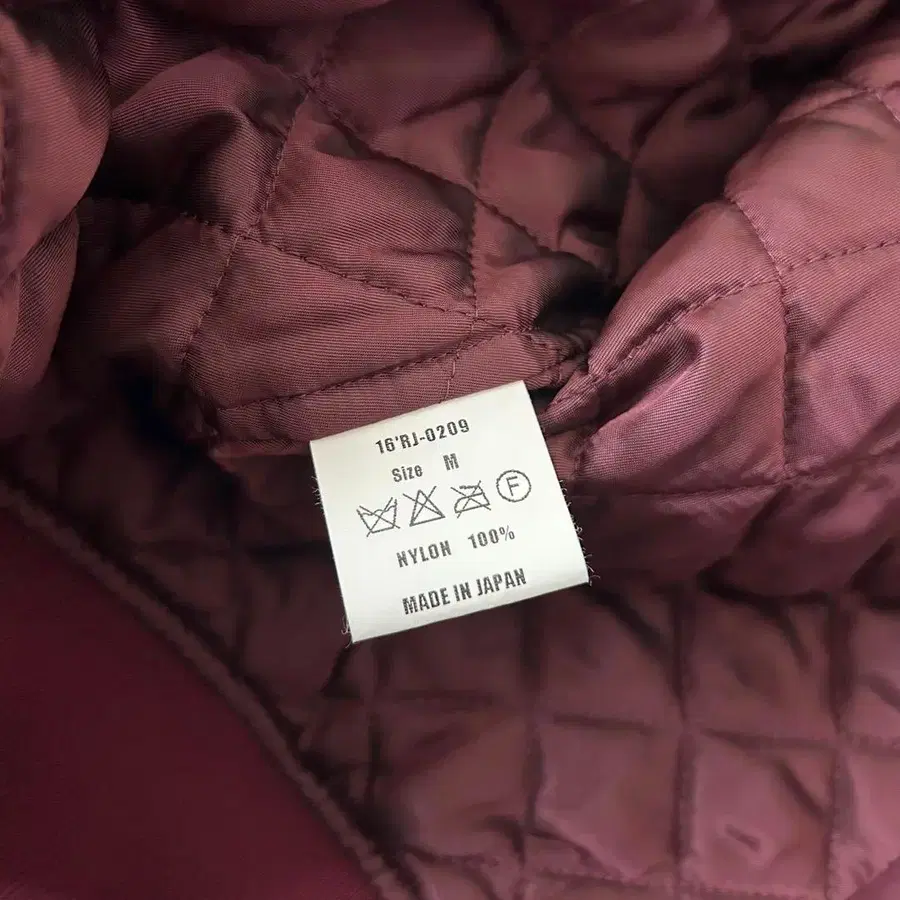 16'RJ-0209
Size M
F
NYLON 100%
MADE IN JAPAN